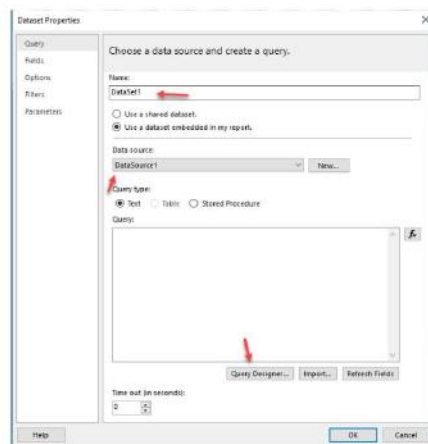 Dataset Properties
Query
Fields
Options
Filters
Parameters
Choose a data source and create a query.
Name:
DataSet1
Use a shared dataset.
Use a dataset embedded in my report.
Data source:
DataSource1
New...
Query type:
Text
Table
Stored Procedure
Query:
fx
Query Designer...
Import...
Refresh Fields
Time out (in seconds):
0
Help
OK
Cancel